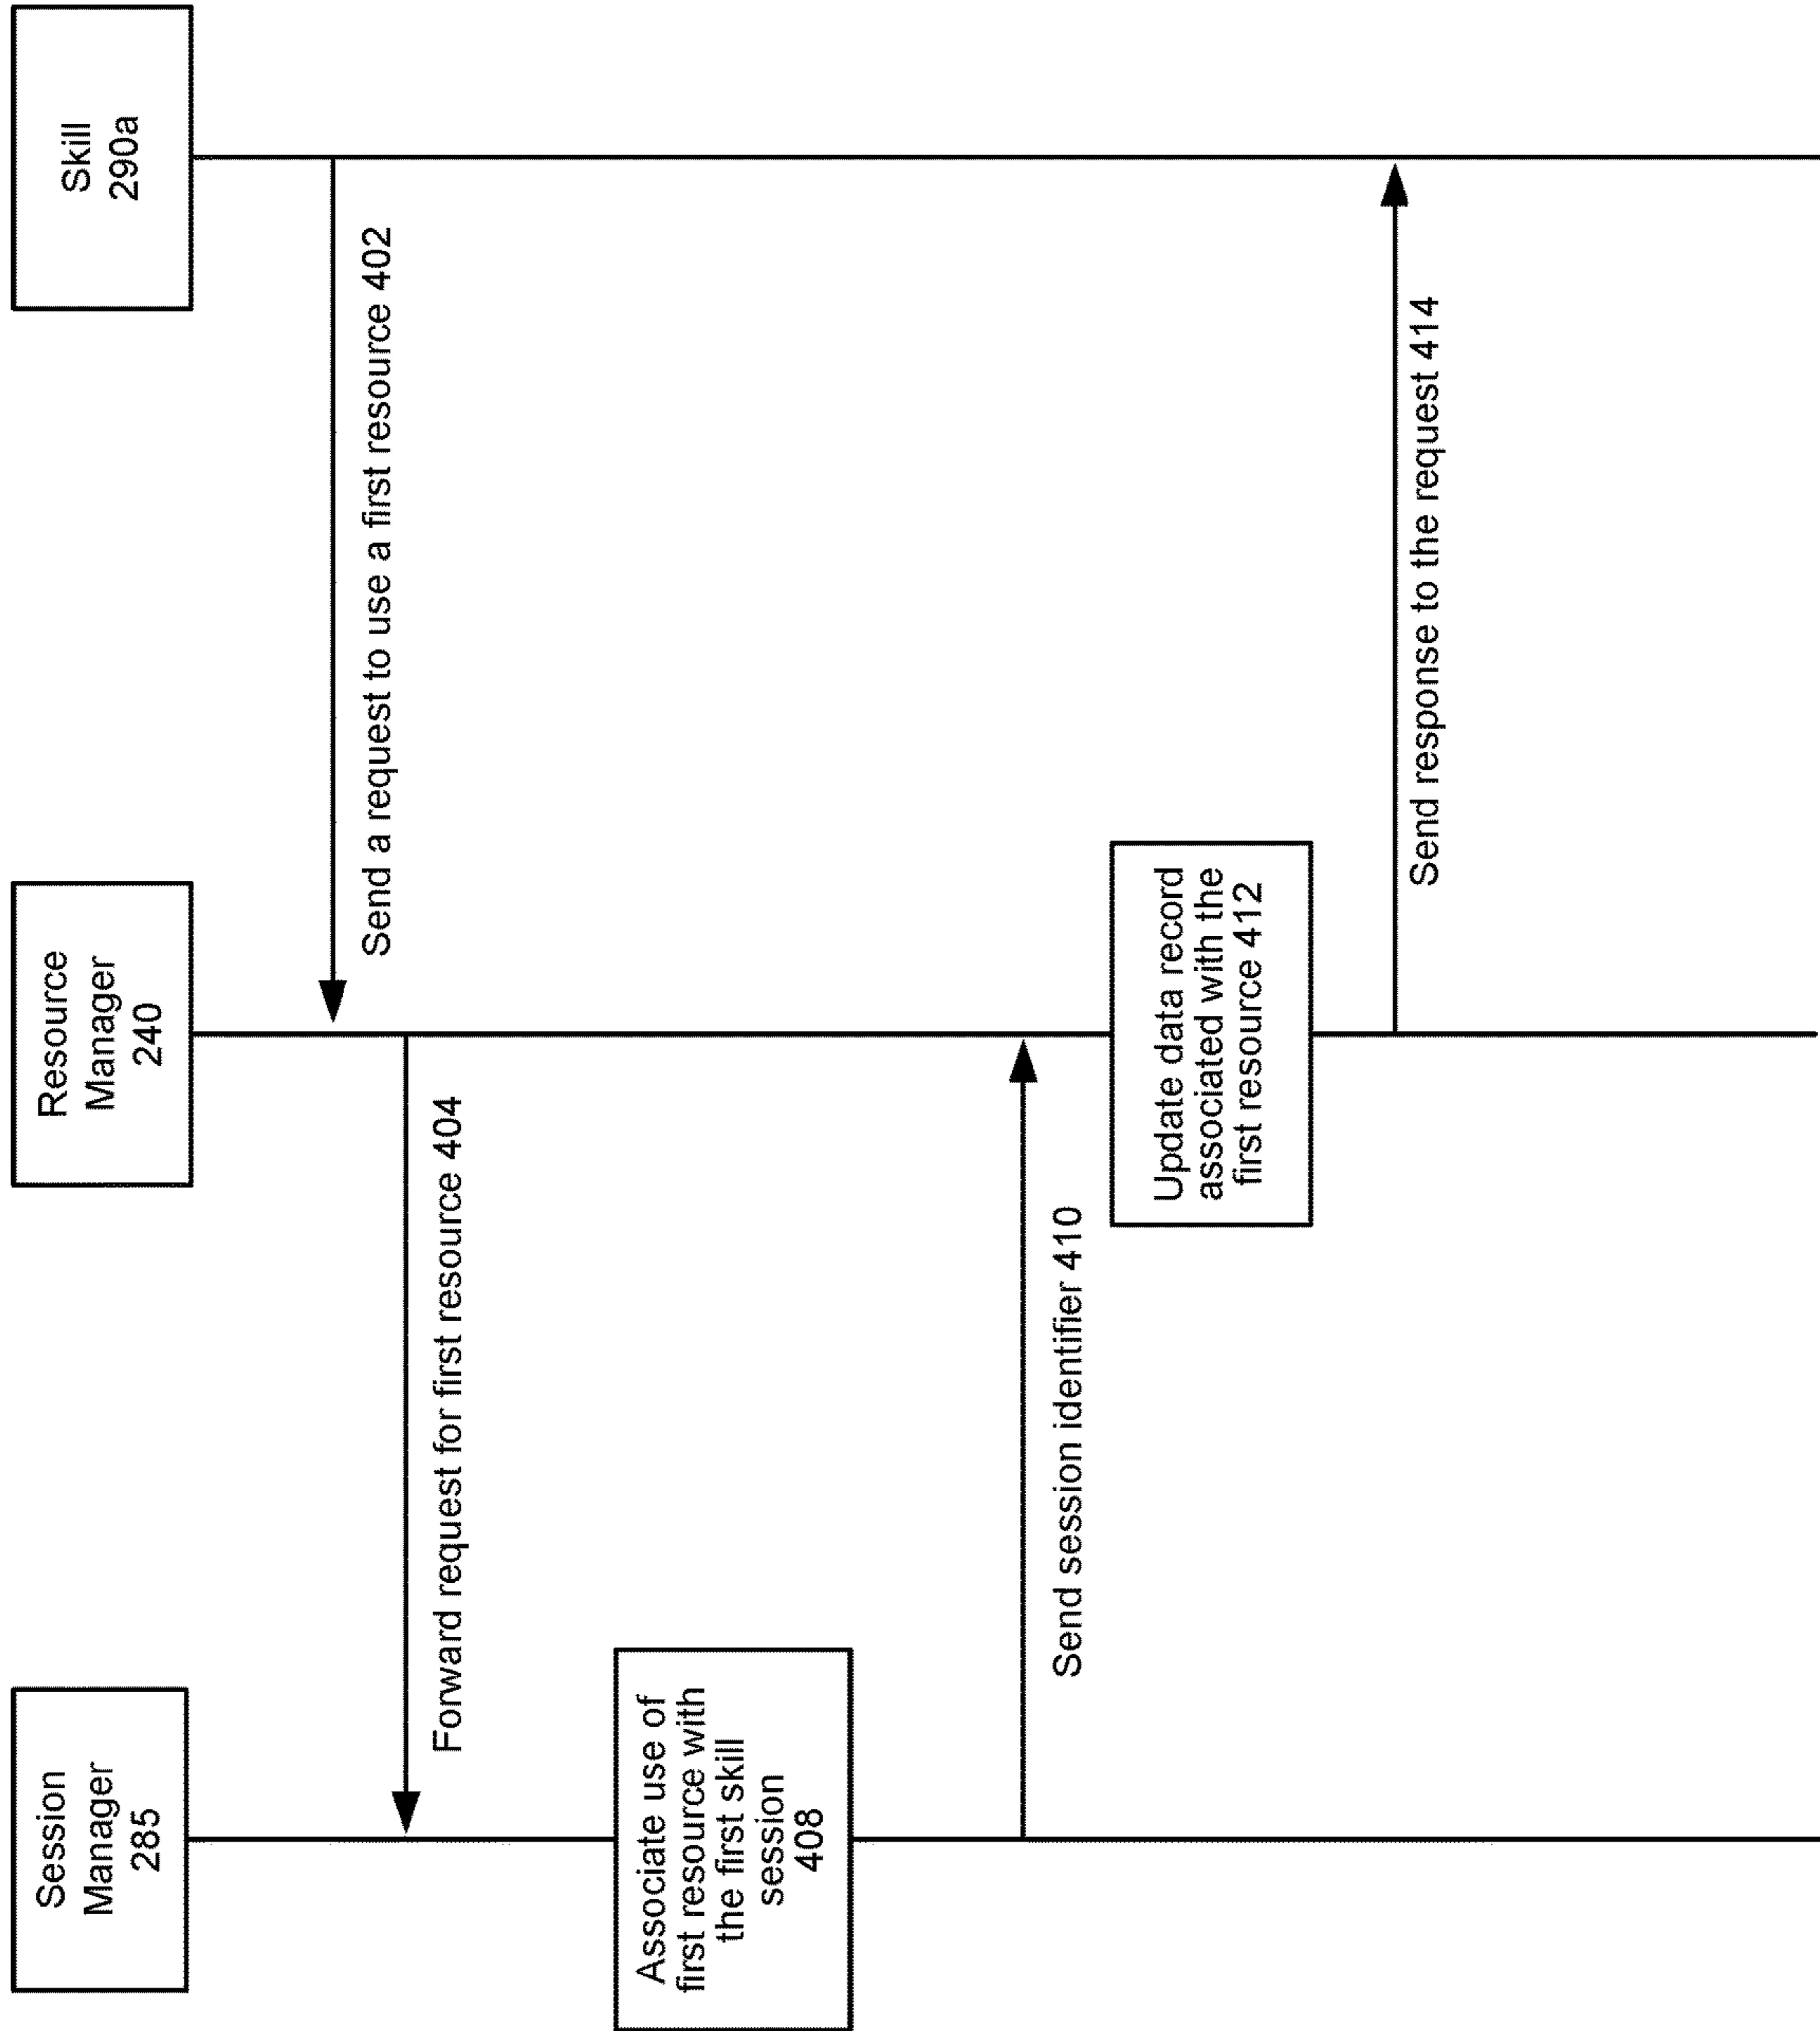 Session
Manager
285
Resource
Manager
240
Skill
290a
Send a request to use a first resource 402
Forward request for first resource 404
Associate use of
first resource with
the first skill
session
408
Send session identifier 410
Update data record
associated with the
first resource 412
Send response to the request 414